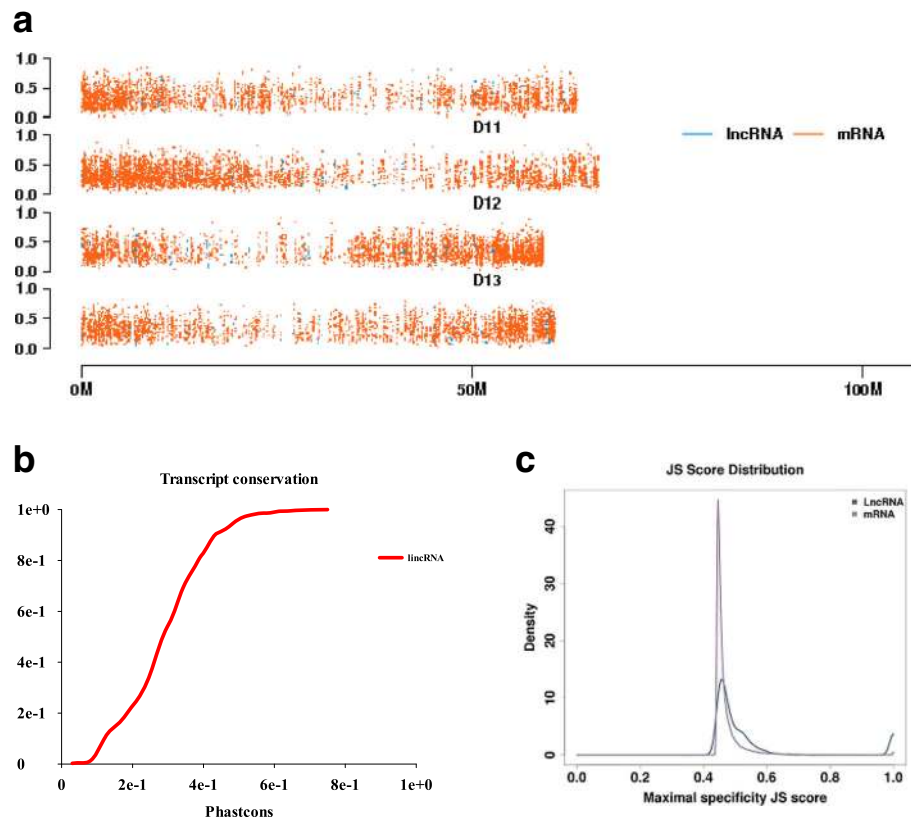 a
1.0
0.5
0.0
D11
lncRNA
mRNA
1.0
0.5
0.0
D12
1.0
0.5
0.0
D13
1.0
0.5
0.0
0M
50M
100M
b
Transcript conservation
1e+0
8e-1
6e-1
4e-1
2e-1
0
lincRNA
0
2e-1
4e-1
6e-1
8e-1
1e+0
Phastcons
c
JS Score Distribution
LncRNA
mRNA
40
30
20
10
0
Density
0.0
0.2
0.4
0.6
0.8
1.0
Maximal specificity JS score